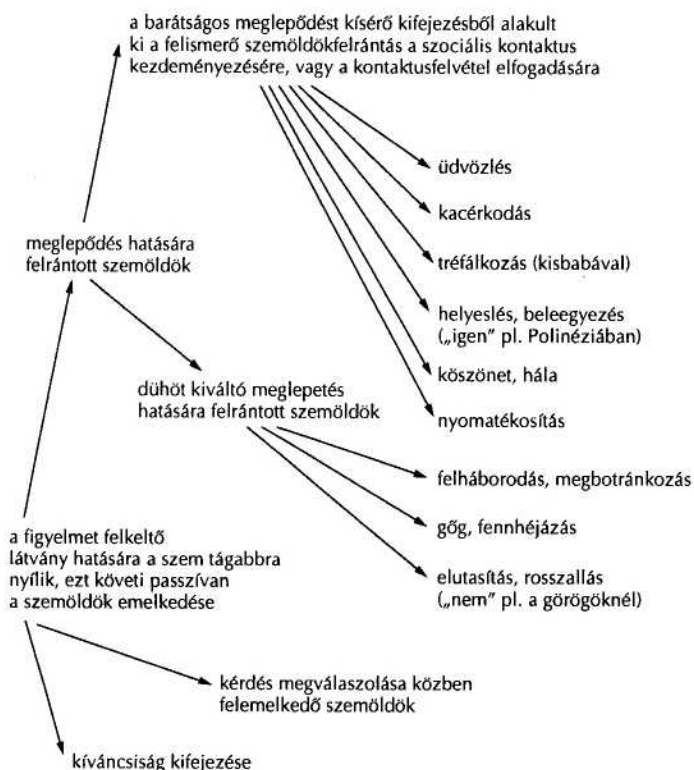 a barátságos meglepődést kísérő kifejezésből alakult
ki a felismerő szemöldökfelrántás a szociális kontaktus
kezdeményezésére, vagy a kontaktusfelvétel elfogadására
üdvözlés
kacérkodás
tréfálkozás (kisbabával)
helyeslés, beleegyezés
(„igen” pl. Polinéziában)
köszönet, hála
nyomatékosítás
meglepődés hatására
felrántott szemöldök
dühöt kiváltó meglepetés
hatására felrántott szemöldök
felháborodás, megbotránkozás
gőg, fennhéjázás
elutasítás, rosszallás
(„nem” pl. a görögöknél)
a figyelmet felkeltő
látvány hatására a szem tágabbra
nyílik, ezt követi passzívan
a szemöldök emelkedése
kérdés megválaszolása közben
felemelkedő szemöldök
kíváncsiság kifejezése